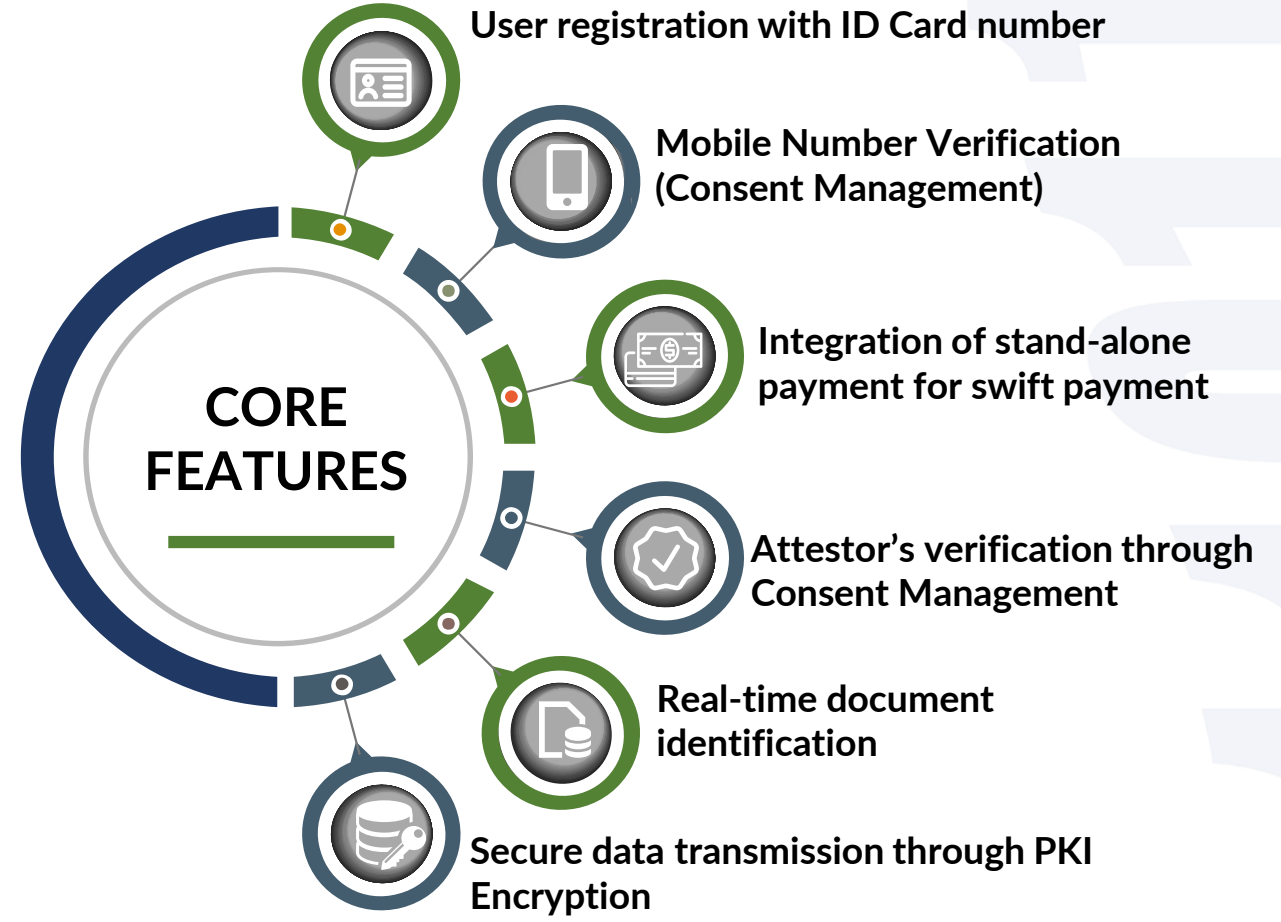 User registration with ID Card number
Mobile Number Verification
(Consent Management)
Integration of stand-alone
payment for swift payment
CORE
FEATURES
Attestor’s verification through
Consent Management
Real-time document
identification
Secure data transmission through PKI
Encryption